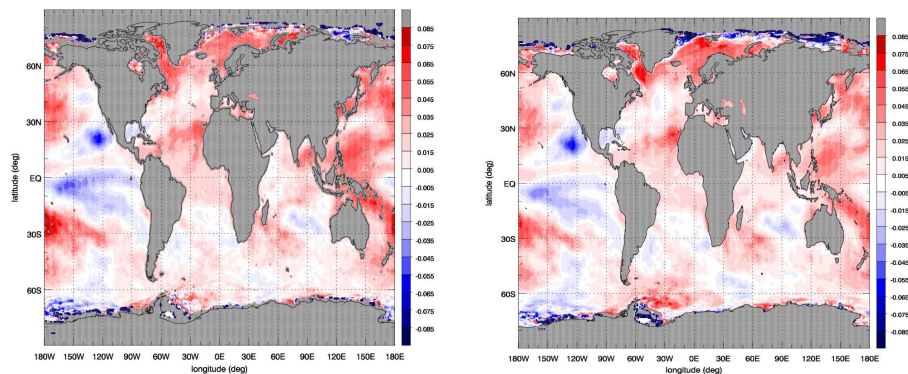 0.085
0.075
0.065
0.055
0.045
0.035
0.025
0.015
0.005
-0.005
-0.015
-0.025
-0.035
-0.045
-0.055
-0.065
-0.075
-0.085
latitude (deg)
60N
30N
EQ
30S
60S
180W 150W 120W 90W 60W 30W 0E 30E 60E 90E 120E 150E 180E
longitude (deg)
0.085
0.075
0.065
0.055
0.045
0.035
0.025
0.015
0.005
-0.005
-0.015
-0.025
-0.035
-0.045
-0.055
-0.065
-0.075
-0.085
latitude (deg)
60N
30N
EQ
30S
60S
180W 150W 120W 90W 60W 30W 0E 30E 60E 90E 120E 150E 180E
longitude (deg)